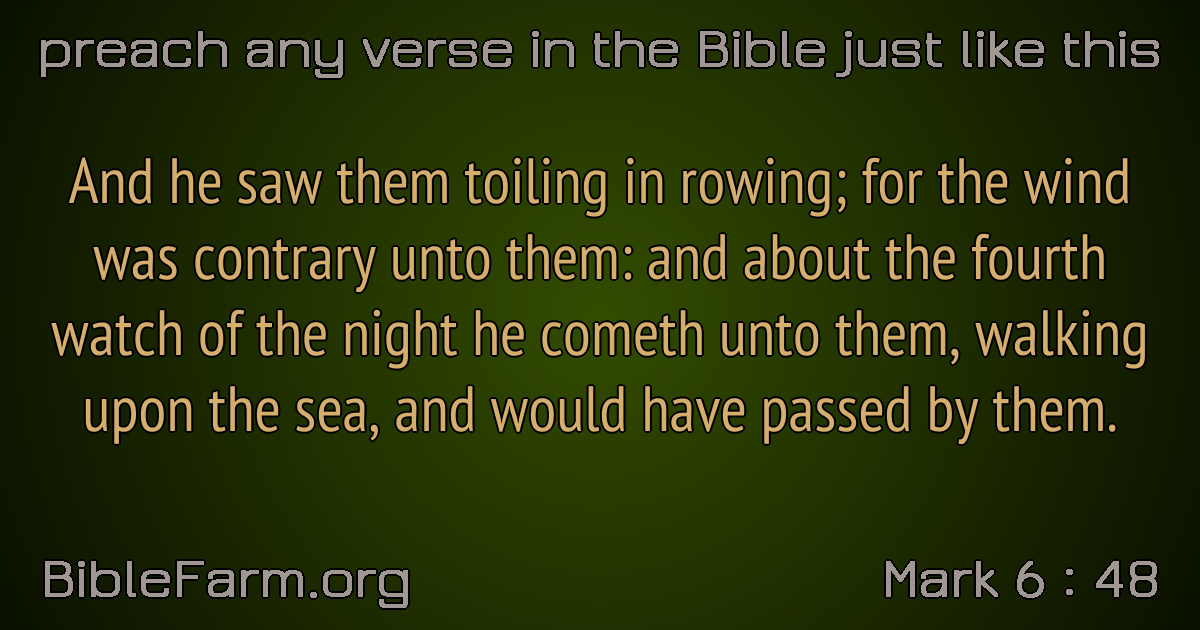 preach any verse in the Bible just like this
And he saw them toiling in rowing; for the wind
was contrary unto them: and about the fourth
watch of the night he cometh unto them, walking
upon the sea, and would have passed by them.
BibleFarm.org
Mark 6 : 48